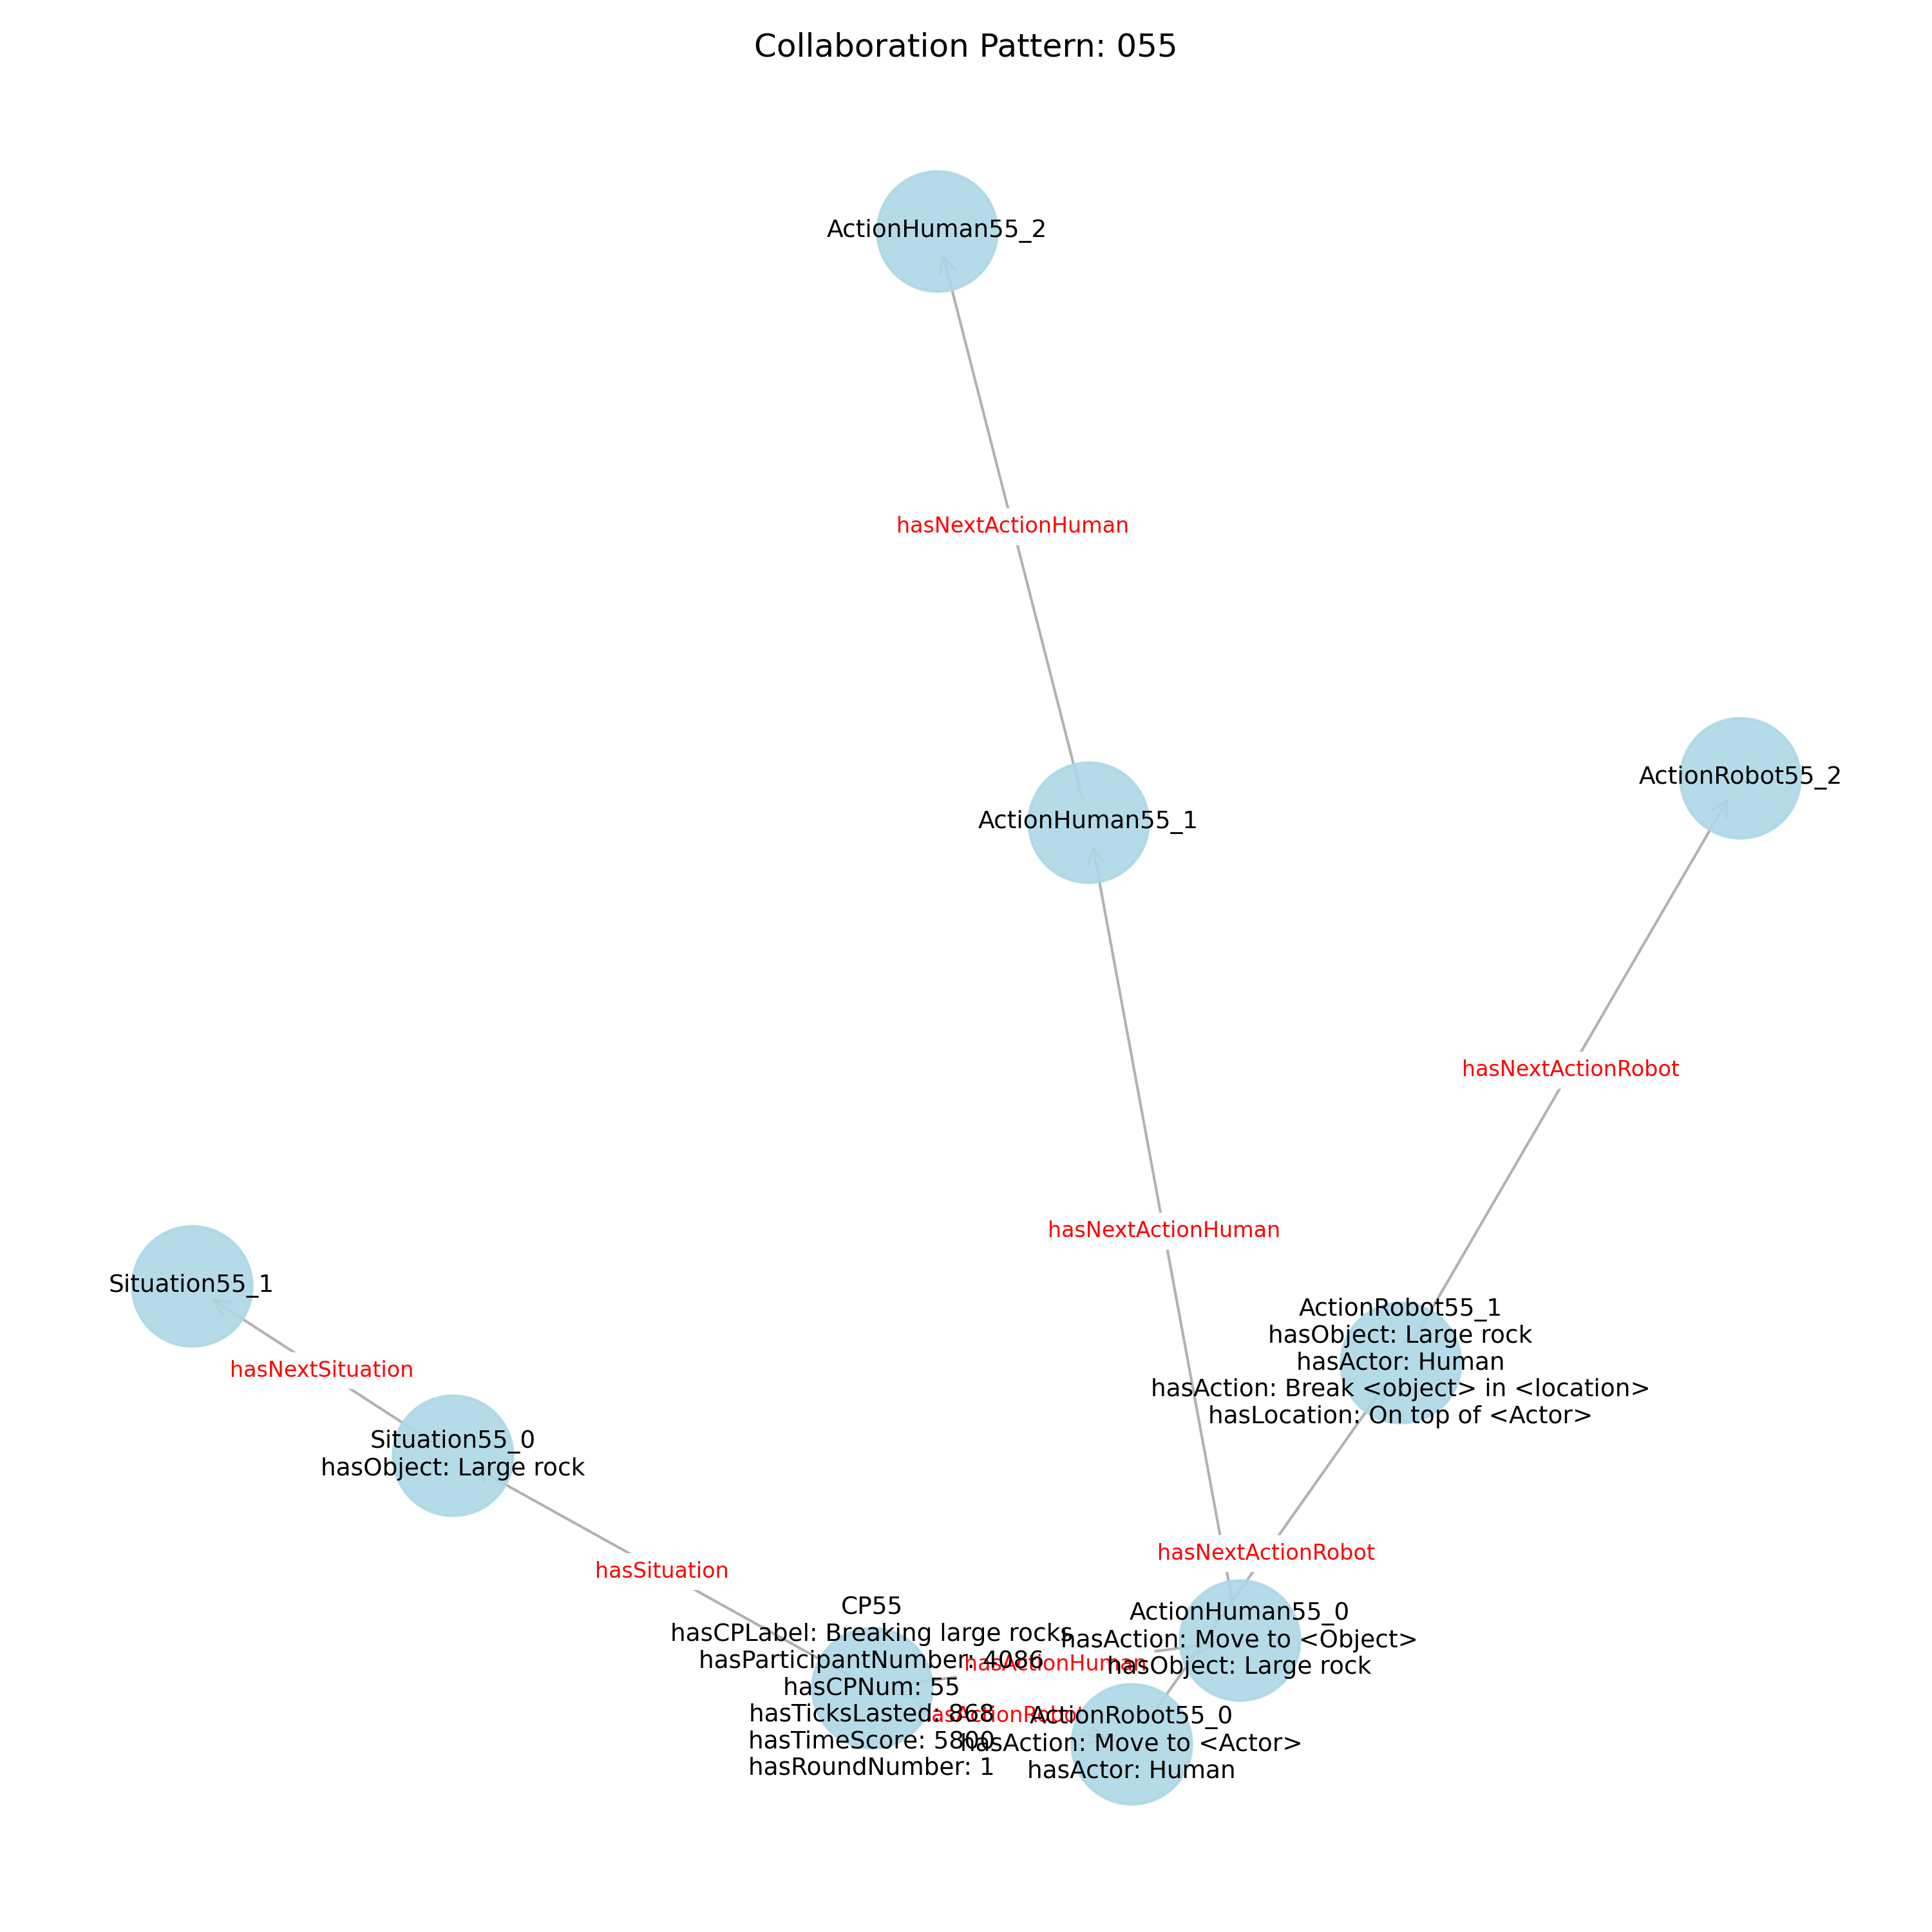 Collaboration Pattern: 055
ActionHuman55_2
hasNextActionHuman
ActionRobot55_2
ActionHuman55_1
hasNextActionRobot
hasNextActionHuman
Situation55_1
ActionRobot55_1
hasObject: Large rock
hasActor: Human
hasAction: Break <object> in <location>
hasLocation: On top of <Actor>
hasNextSituation
Situation55_0
hasObject: Large rock
hasNextActionRobot
hasSituation
CP55
hasCPLabel: Breaking large rocks
hasParticipantNumber: 4086
hasCPNum: 55
hasTicksLasted: 868
hasTimeScore: 5800
hasRoundNumber: 1
ActionHuman55_0
hasAction: Move to <Object>
hasObject: Large rock
hasActionHuman
hasActionRobot
ActionRobot55_0
hasAction: Move to <Actor>
hasActor: Human